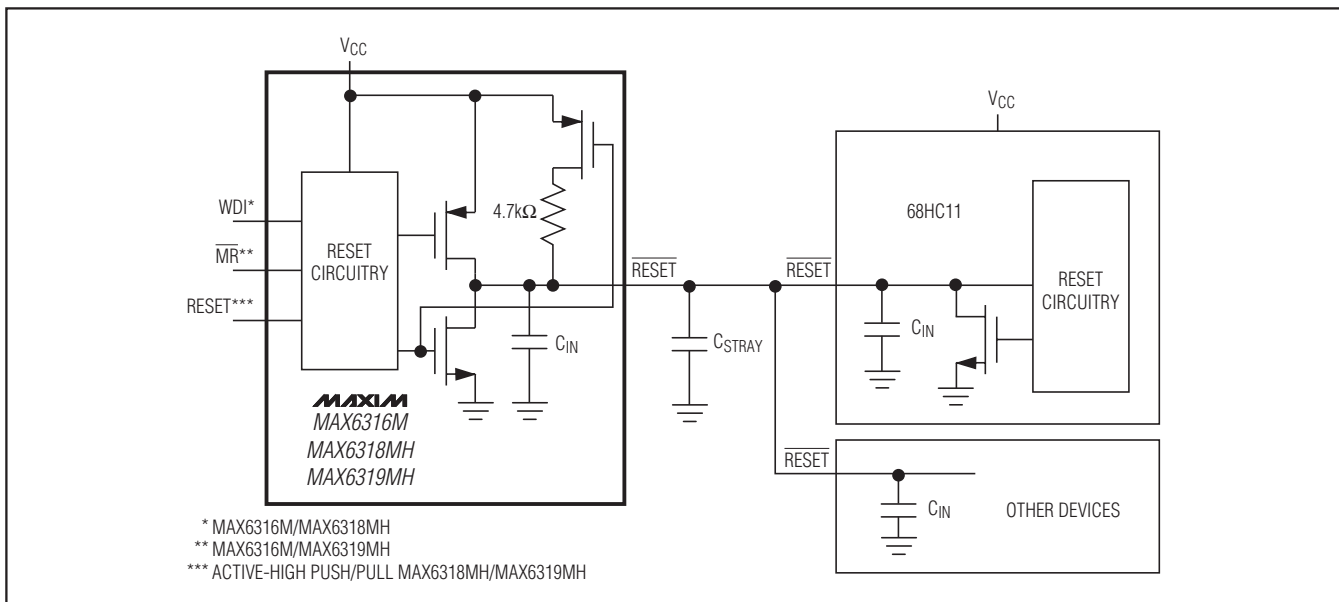 VCC
VCC
WDI*
MR**
RESET***
RESET
CIRCUITRY
4.7kΩ
CIN
MAXIM
MAX6316M
MAX6318MH
MAX6319MH
RESET
CSTRAY
RESET
68HC11
CIN
RESET
CIRCUITRY
RESET
CIN
OTHER DEVICES
* MAX6316M/MAX6318MH
** MAX6316M/MAX6319MH
*** ACTIVE-HIGH PUSH/PULL MAX6318MH/MAX6319MH